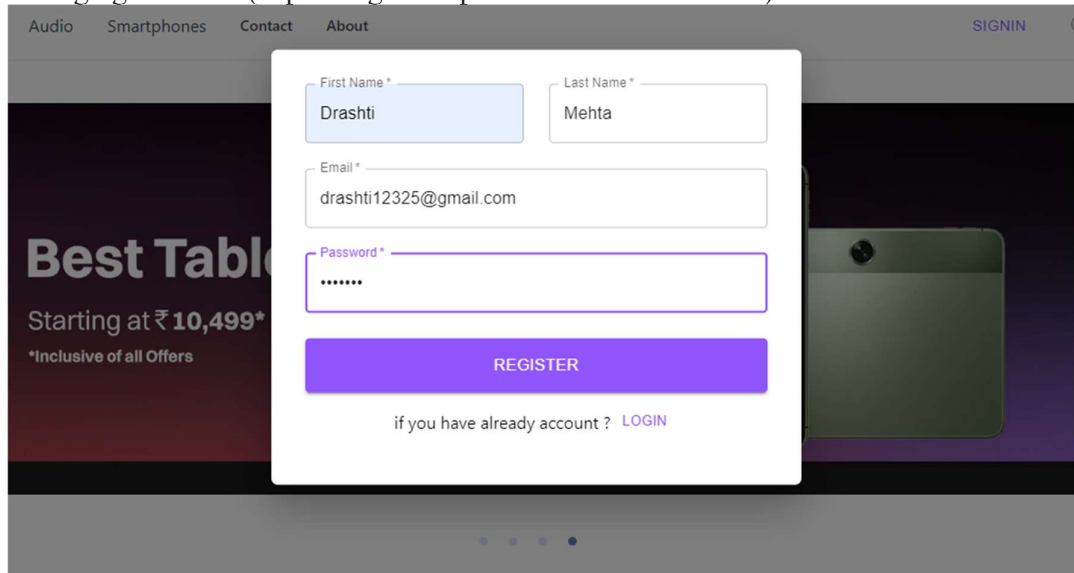 Audio Smartphones Contact About SIGNIN
First Name *
Drashti
Last Name *
Mehta
Email *
drashti12325@gmail.com
Password *
•••••••
Best Table
Starting at ₹10,499*
*Inclusive of all Offers
REGISTER
if you have already account ? LOGIN